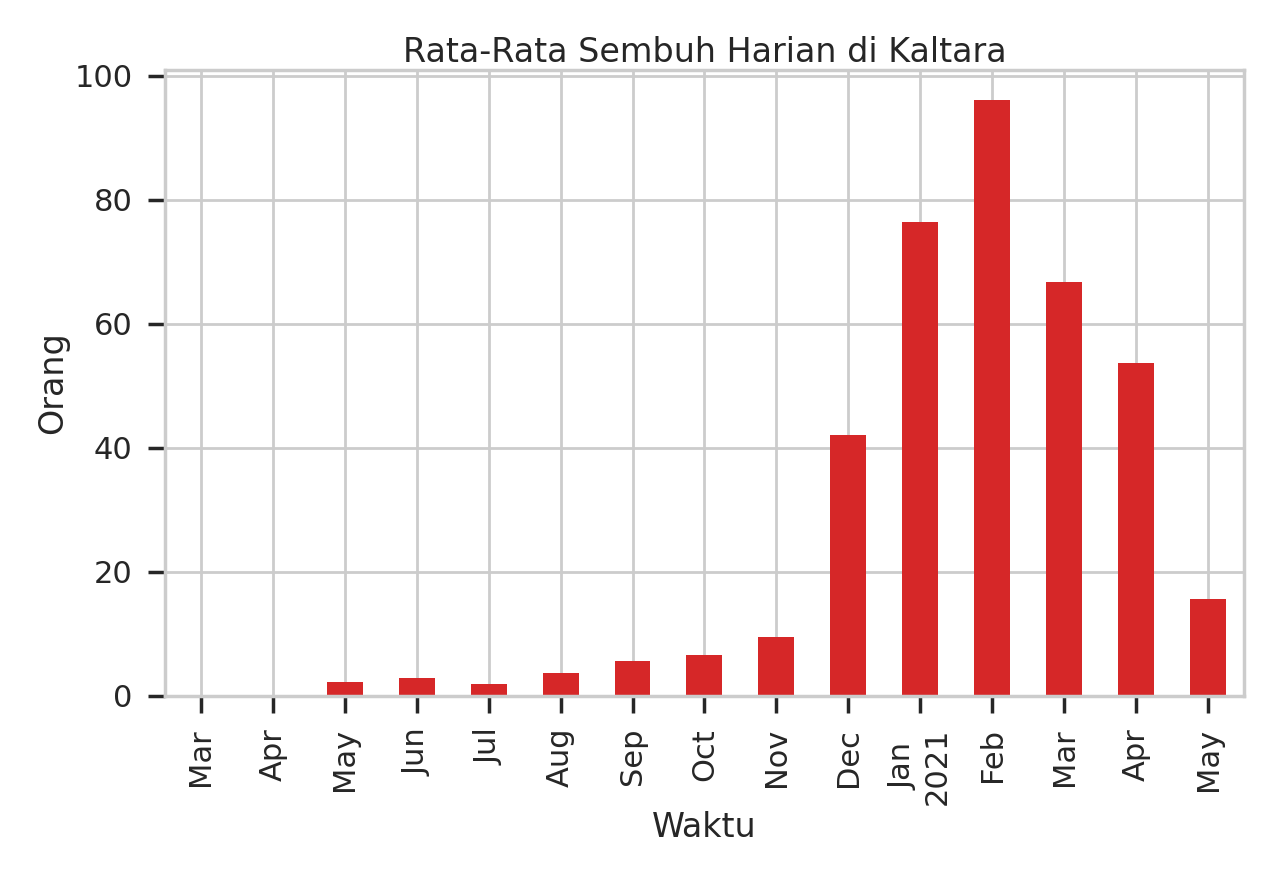 Rata-Rata Sembuh Harian di Kaltara
Orang
100
80
60
40
20
0
Mar
Apr
May
Jun
Jul
Aug
Sep
Oct
Nov
Dec
Jan
2021
Feb
Mar
Apr
May
Waktu